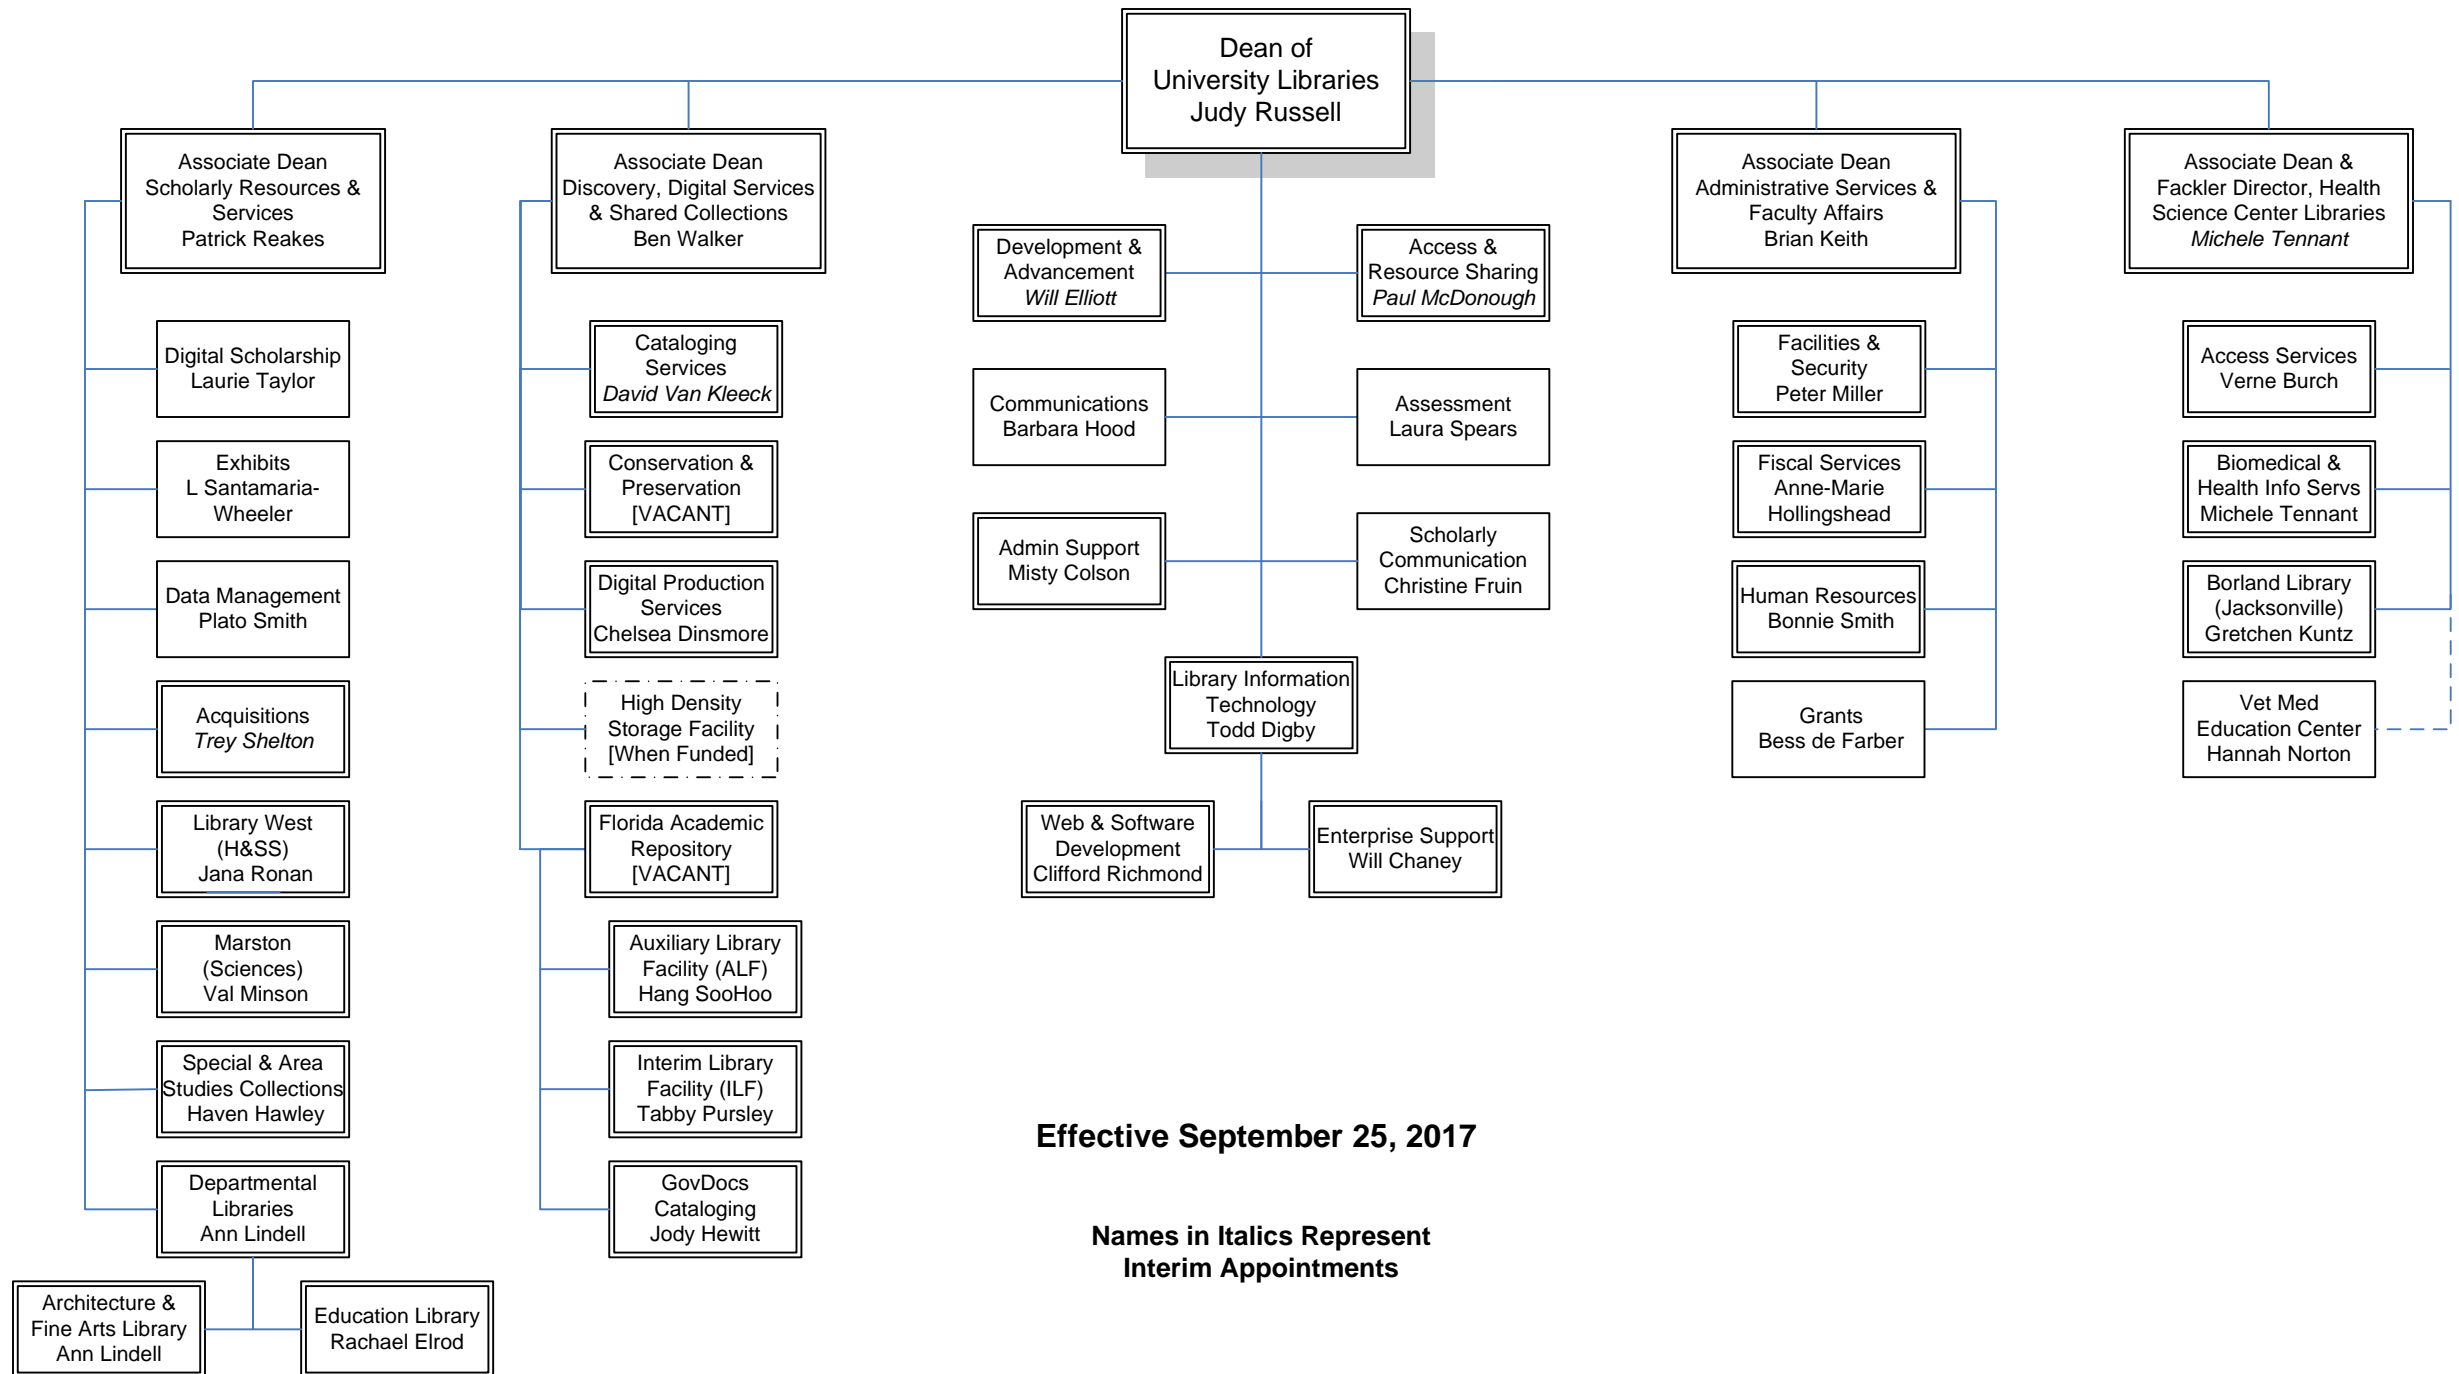 Dean of
University Libraries
Judy Russell
Associate Dean
Scholarly Resources &
Services
Patrick Reakes
Digital Scholarship
Laurie Taylor
Exhibits
L Santamaria-
Wheeler
Data Management
Plato Smith
Acquisitions
Trey Shelton
Library West
(H&SS)
Jana Ronan
Marston
(Sciences)
Val Minson
Special & Area
Studies Collections
Haven Hawley
Departmental
Libraries
Ann Lindell
Architecture &
Fine Arts Library
Ann Lindell
Education Library
Rachael Elrod
Associate Dean
Discovery, Digital Services
& Shared Collections
Ben Walker
Cataloging
Services
David Van Kleeck
Conservation &
Preservation
[VACANT]
Digital Production
Services
Chelsea Dinsmore
High Density
Storage Facility
[When Funded]
Florida Academic
Repository
[VACANT]
Auxiliary Library
Facility (ALF)
Hang SooHoo
Interim Library
Facility (ILF)
Tabby Pursley
GovDocs
Cataloging
Jody Hewitt
Development &
Advancement
Will Elliott
Access &
Resource Sharing
Paul McDonough
Communications
Barbara Hood
Assessment
Laura Spears
Admin Support
Misty Colson
Scholarly
Communication
Christine Fruin
Library Information
Technology
Todd Digby
Web & Software
Development
Clifford Richmond
Enterprise Support
Will Chaney
Associate Dean
Administrative Services &
Faculty Affairs
Brian Keith
Facilities &
Security
Peter Miller
Fiscal Services
Anne-Marie
Hollingshead
Human Resources
Bonnie Smith
Grants
Bess de Farber
Associate Dean &
Fackler Director, Health
Science Center Libraries
Michele Tennant
Access Services
Verne Burch
Biomedical &
Health Info Servs
Michele Tennant
Borland Library
(Jacksonville)
Gretchen Kuntz
Vet Med
Education Center
Hannah Norton
Effective September 25, 2017
Names in Italics Represent
Interim Appointments